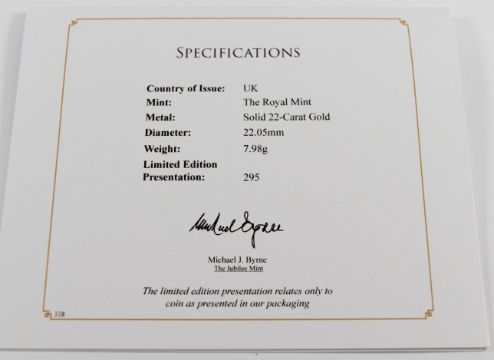 SPECIFICATIONS
Country of Issue: UK
Mint: The Royal Mint
Metal: Solid 22-Carat Gold
Diameter: 22.05mm
Weight: 7.98g
Limited Edition
Presentation: 295
Michael Byrne
Michael J. Byrne
The Jubilee Mint
The limited edition presentation relates only to
coin as presented in our packaging
338